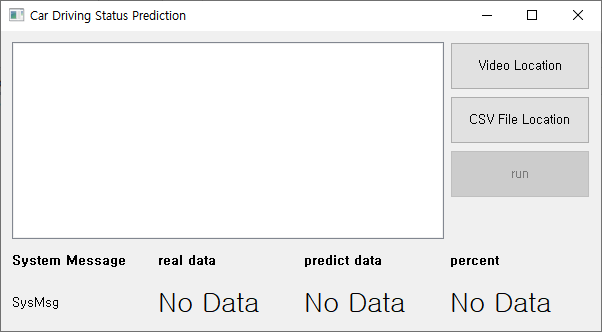 Car Driving Status Prediction
Video Location
CSV File Location
run
System Message real data predict data percent
SysMsg No Data No Data No Data